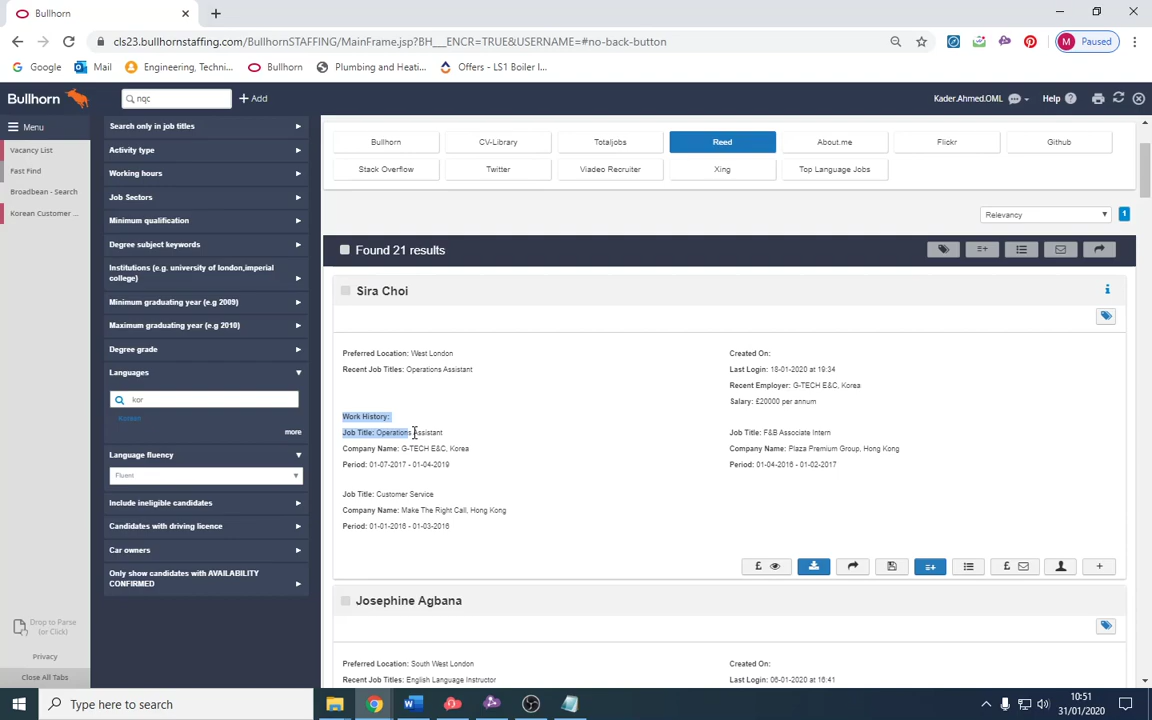 Bullhorn
cls23.bullhornstaffing.com/BullhornSTAFFING/MainFrame.jsp?BH___ENCR=TRUE&USERNAME=#no-back-button
M Paused
Google Mail Engineering, Techni... Bullhorn Plumbing and Heati... Offers - LS1 Boiler I...
Bullhorn nqc + Add Kader.Ahmed.OML Help ?
Menu
Vacancy List
Fast Find
Broadbean - Search
Korean Customer ...
Drop to Parse
(or Click)
Privacy
Close All Tabs
Search only in job titles
Activity type
Working hours
Job Sectors
Minimum qualification
Degree subject keywords
Institutions (e.g. university of london,imperial
college)
Minimum graduating year (e.g 2009)
Maximum graduating year (e.g 2010)
Degree grade
Languages
kor
Korean
more
Language fluency
Fluent
Include ineligible candidates
Candidates with driving licence
Car owners
Only show candidates with AVAILABILITY
CONFIRMED
Bullhorn CV-Library Totaljobs Reed About.me Flickr Github
Stack Overflow Twitter Viadeo Recruiter Xing Top Language Jobs
Relevancy 1
Found 21 results
Sira Choi
Preferred Location: West London
Recent Job Titles: Operations Assistant
Created On:
Last Login: 18-01-2020 at 19:34
Recent Employer: G-TECH E&C, Korea
Salary: £20000 per annum
Work History:
Job Title: Operations Assistant
Company Name: G-TECH E&C, Korea
Period: 01-07-2017 - 01-04-2019
Job Title: F&B Associate Intern
Company Name: Plaza Premium Group, Hong Kong
Period: 01-04-2016 - 01-02-2017
Job Title: Customer Service
Company Name: Make The Right Call, Hong Kong
Period: 01-01-2016 - 01-03-2016
£ £ +
Josephine Agbana
Preferred Location: South West London
Recent Job Titles: English Language Instructor
Created On:
Last Login: 06-01-2020 at 16:41
Type here to search
10:51
31/01/2020